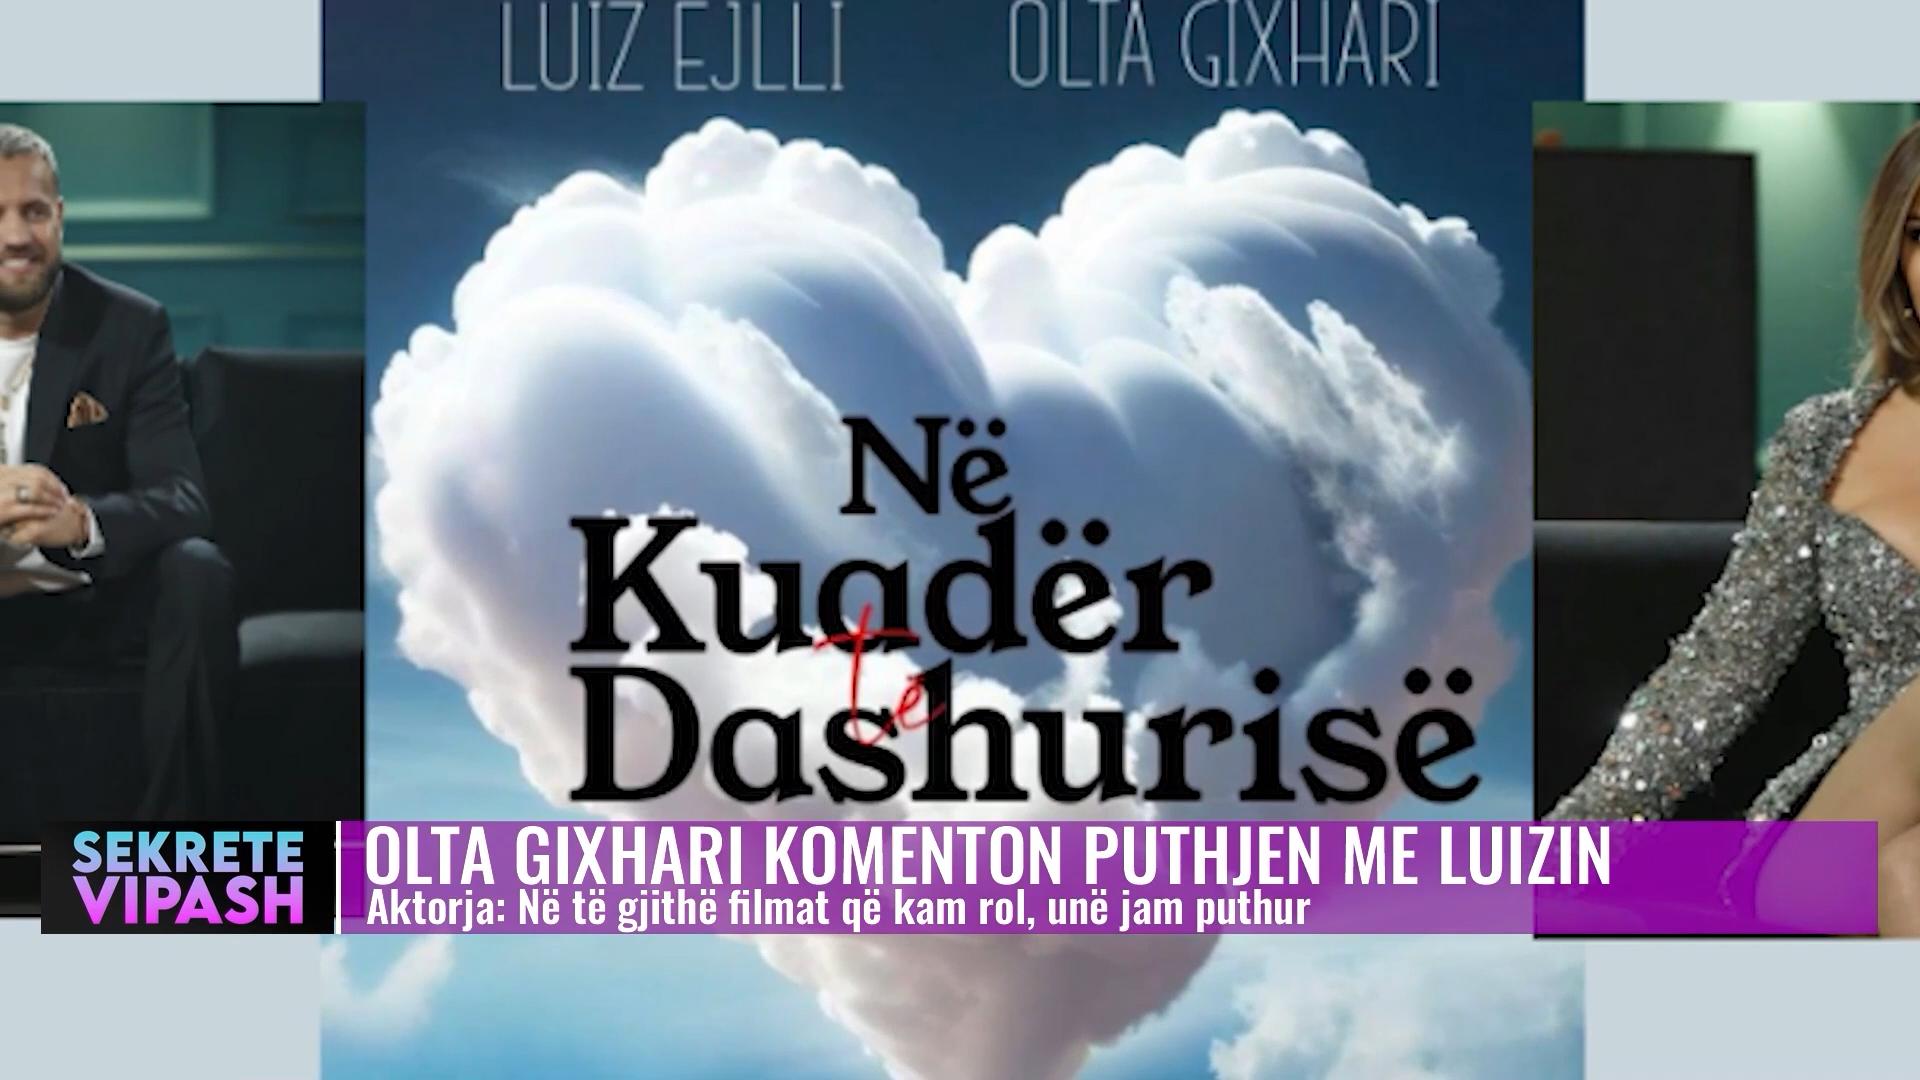 LUIZ EJLLI
OLTA GIXHARI
Në
Kuadër
të
Dashurisë
SEKRETE
VIPASH
OLTA GIXHARI KOMENTON PUTHJEN ME LUIZIN
Aktorja: Në të gjithë filmat që kam rol, unë jam puthur